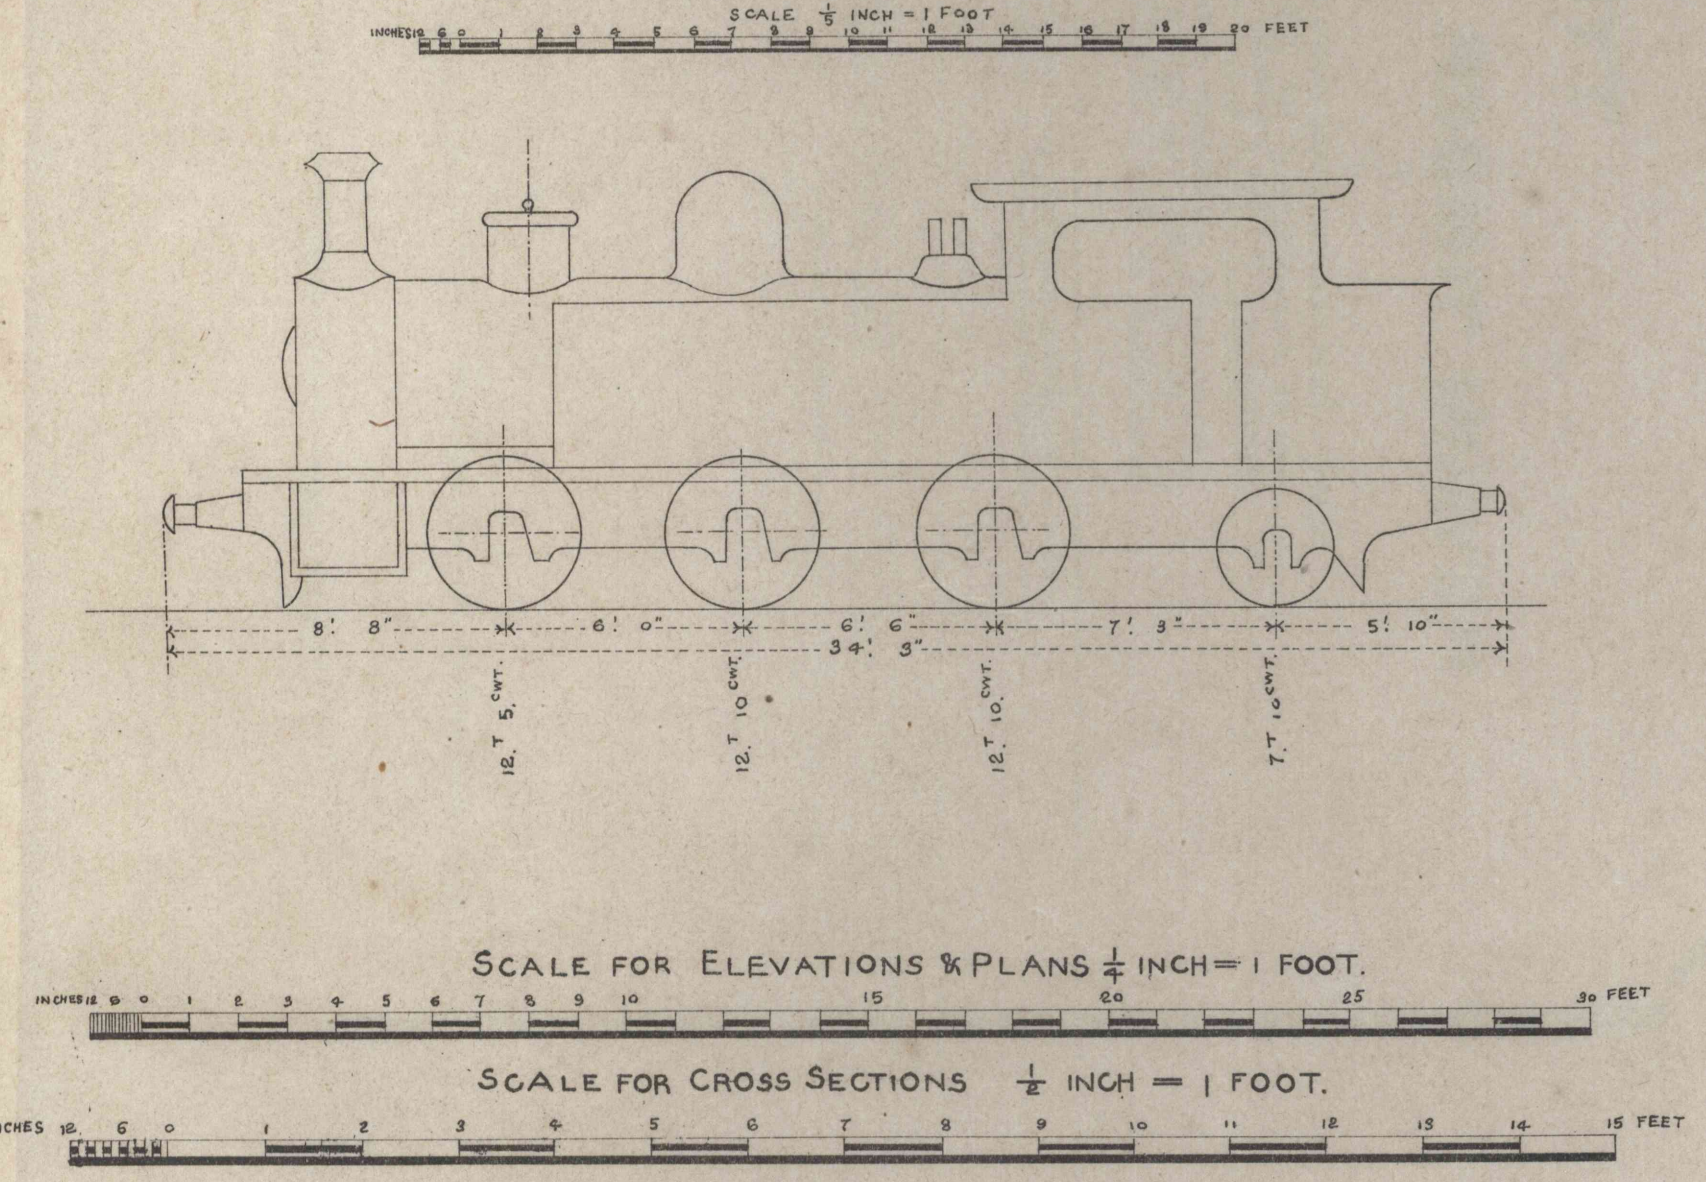 SCALE 1/5 INCH = 1 FOOT
INCHES 12 6 0 1 2 3 4 5 6 7 8 9 10 11 12 13 14 15 16 17 18 19 20 FEET
8' 8" 6' 0" 6' 6" 7' 3" 5' 10"
34' 3"
12.T 5.CWT.
12.T 10 CWT.
12.T 10.CWT.
7.T 10 CWT.
SCALE FOR ELEVATIONS & PLANS 1/4 INCH = 1 FOOT.
INCHES 12 6 0 1 2 3 4 5 6 7 8 9 10 15 20 25 30 FEET
SCALE FOR CROSS SECTIONS 1/2 INCH = 1 FOOT.
CHES 12 6 0 1 2 3 4 5 6 7 8 9 10 11 12 13 14 15 FEET